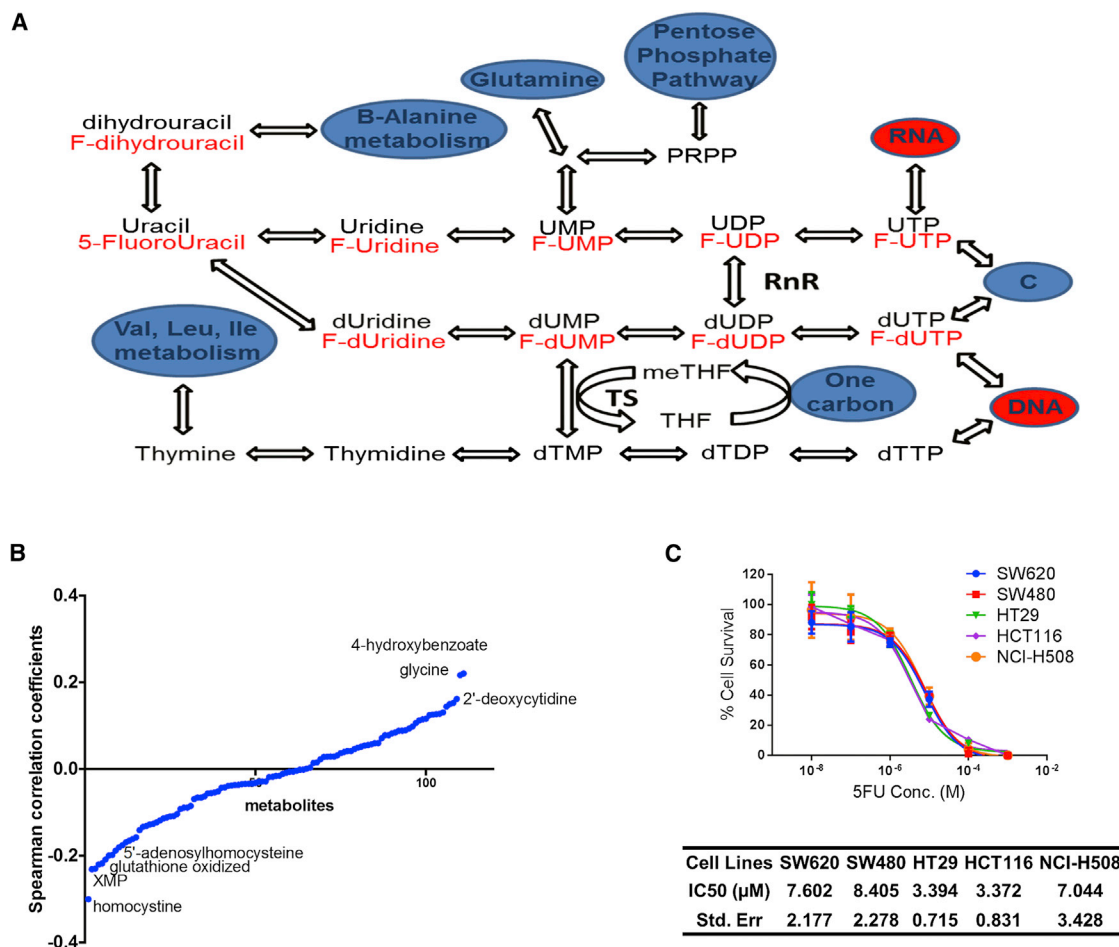 A
Pentose
Phosphate
Pathway
Glutamine
B-Alanine
metabolism
dihydrouracil
F-dihydrouracil
PRPP
RNA
Uracil
5-FluoroUracil
Uridine
F-Uridine
UMP
F-UMP
UDP
F-UDP
UTP
F-UTP
RnR
C
Val, Leu, Ile
metabolism
dUridine
F-dUridine
dUMP
F-dUMP
dUDP
F-dUDP
dUTP
F-dUTP
meTHF
TS
THF
One
carbon
DNA
Thymine
Thymidine
dTMP
dTDP
dTTP
B
Spearman correlation coefficients
0.4
0.2
0.0
-0.2
-0.4
4-hydroxybenzoate
glycine
2'-deoxycytidine
50
100
metabolites
5'-adenosylhomocysteine
glutathione oxidized
XMP
homocystine
C
% Cell Survival
120
100
80
60
40
20
0
10-8
10-6
10-4
10-2
5FU Conc. (M)
SW620
SW480
HT29
HCT116
NCI-H508
Cell Lines SW620 SW480 HT29 HCT116 NCI-H508
IC50 (µM) 7.602 8.405 3.394 3.372 7.044
Std. Err 2.177 2.278 0.715 0.831 3.428